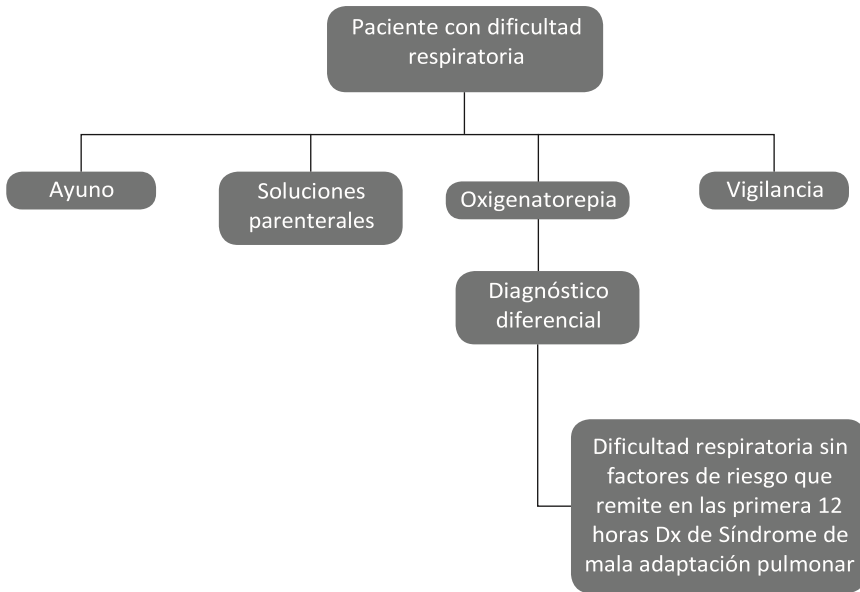 Paciente con dificultad
respiratoria
Ayuno
Soluciones
parenterales
Oxigenatorepia
Vigilancia
Diagnóstico
diferencial
Dificultad respiratoria sin
factores de riesgo que
remite en las primera 12
horas Dx de Síndrome de
mala adaptación pulmonar